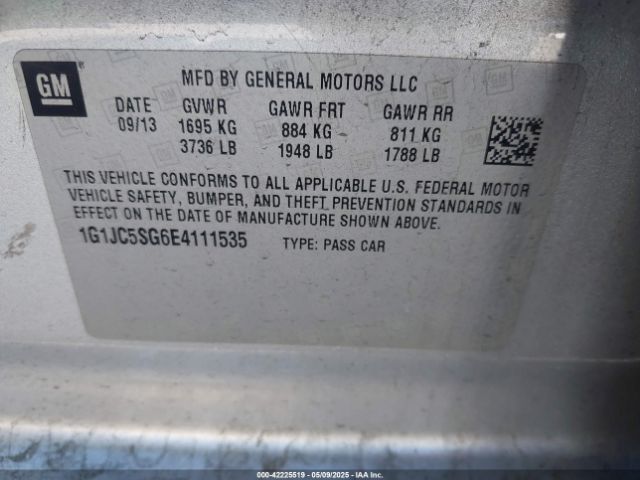 GM
MFD BY GENERAL MOTORS LLC
DATE GVWR GAWR FRT GAWR RR
09/13 1695 KG 884 KG 811 KG
3736 LB 1948 LB 1788 LB
THIS VEHICLE CONFORMS TO ALL APPLICABLE U.S. FEDERAL MOTOR
VEHICLE SAFETY, BUMPER, AND THEFT PREVENTION STANDARDS IN
EFFECT ON THE DATE OF MANUFACTURE SHOWN ABOVE.
1G1JC5SG6E4111535 TYPE: PASS CAR
000-42225519 | 05/09/2025 | IAAI.COM